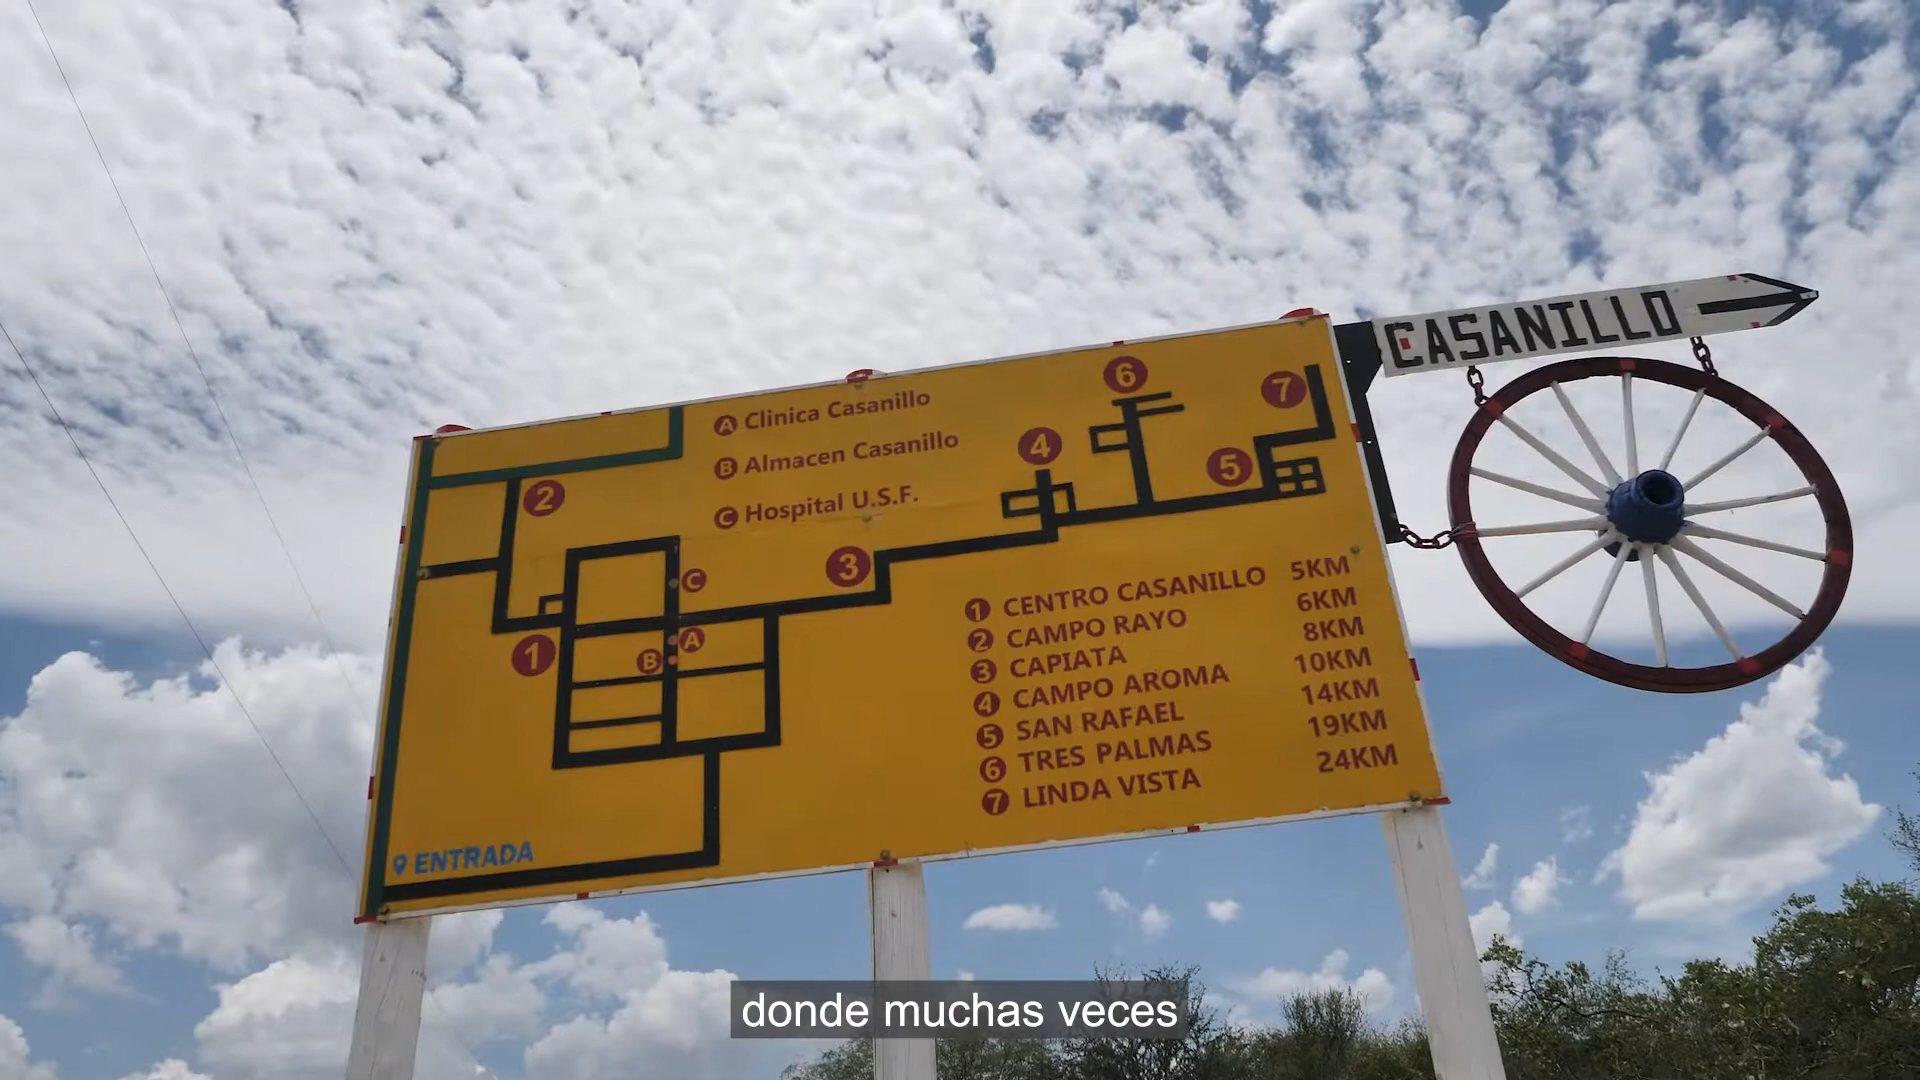 CASANILLO
A Clinica Casanillo
B Almacen Casanillo
C Hospital U.S.F.
6
7
4
5
2
3
C
A
B
1
1 CENTRO CASANILLO 5KM
2 CAMPO RAYO 6KM
3 CAPIATA 8KM
4 CAMPO AROMA 10KM
5 SAN RAFAEL 14KM
6 TRES PALMAS 19KM
7 LINDA VISTA 24KM
ENTRADA
donde muchas veces